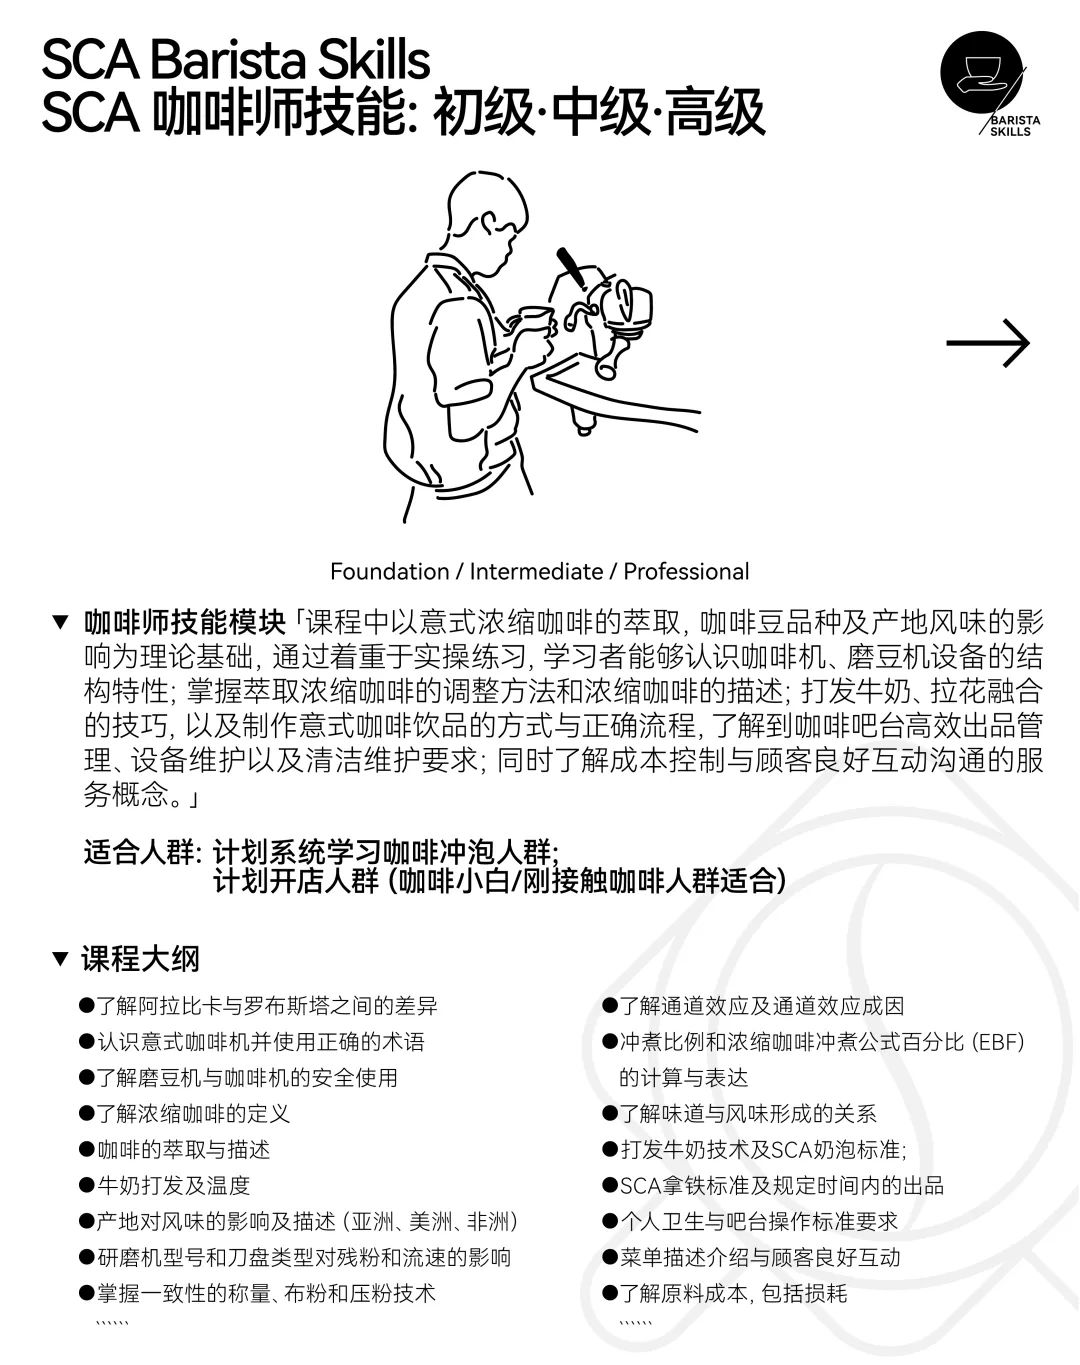 SCA Barista Skills
SCA 咖啡师技能: 初级·中级·高级
BARISTA
SKILLS
Foundation / Intermediate / Professional
▼ 咖啡师技能模块「课程中以意式浓缩咖啡的萃取, 咖啡豆品种及产地风味的影
响为理论基础, 通过着重于实操练习, 学习者能够认识咖啡机、磨豆机设备的结
构特性; 掌握萃取浓缩咖啡的调整方法和浓缩咖啡的描述; 打发牛奶、拉花融合
的技巧, 以及制作意式咖啡饮品的方式与正确流程, 了解到咖啡吧台高效出品管
理、设备维护以及清洁维护要求; 同时了解成本控制与顾客良好互动沟通的服
务概念。」
适合人群: 计划系统学习咖啡冲泡人群;
计划开店人群 (咖啡小白/刚接触咖啡人群适合)
▼ 课程大纲
●了解阿拉比卡与罗布斯塔之间的差异
●认识意式咖啡机并使用正确的术语
●了解磨豆机与咖啡机的安全使用
●了解浓缩咖啡的定义
●咖啡的萃取与描述
●牛奶打发及温度
●产地对风味的影响及描述 (亚洲、美洲、非洲)
●研磨机型号和刀盘类型对残粉和流速的影响
●掌握一致性的称量、布粉和压粉技术
``````
●了解通道效应及通道效应成因
●冲煮比例和浓缩咖啡冲煮公式百分比 (EBF)
的计算与表达
●了解味道与风味形成的关系
●打发牛奶技术及SCA奶泡标准;
●SCA拿铁标准及规定时间内的出品
●个人卫生与吧台操作标准要求
●菜单描述介绍与顾客良好互动
●了解原料成本, 包括损耗
``````